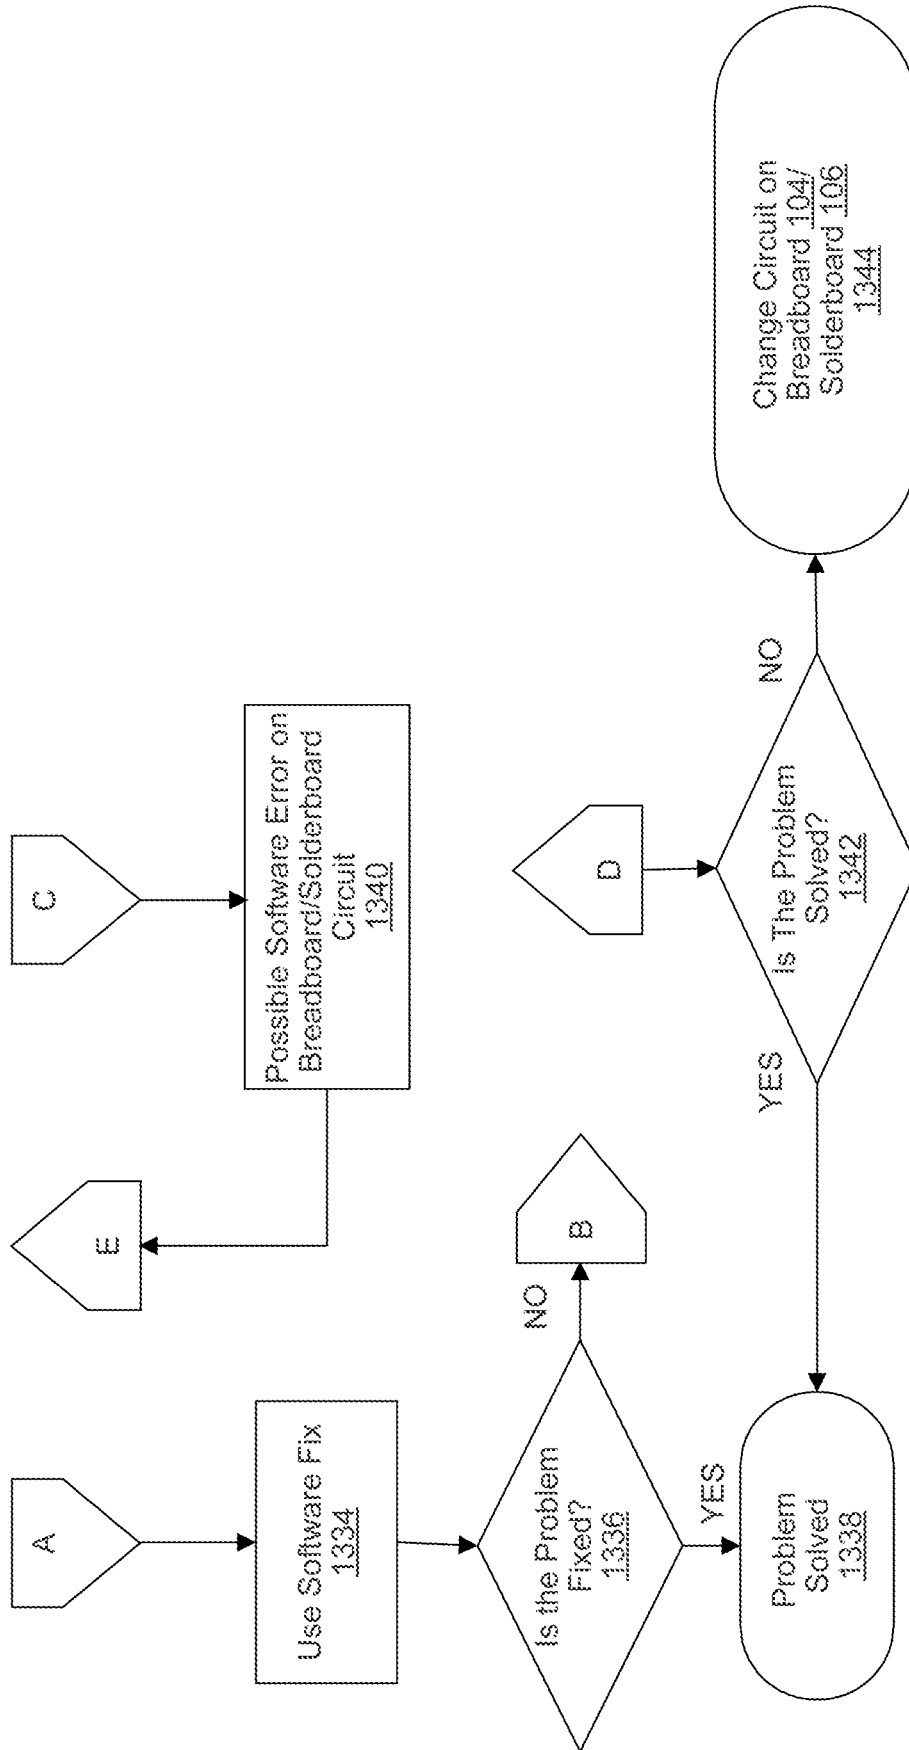 A
Use Software Fix
1334
Is the Problem
Fixed?
1336
NO
B
YES
Problem
Solved
1338
E
C
Possible Software Error on
Breadboard/Solderboard
Circuit
1340
D
Is The Problem
Solved?
1342
YES
NO
Change Circuit on
Breadboard 104/
Solderboard 106
1344